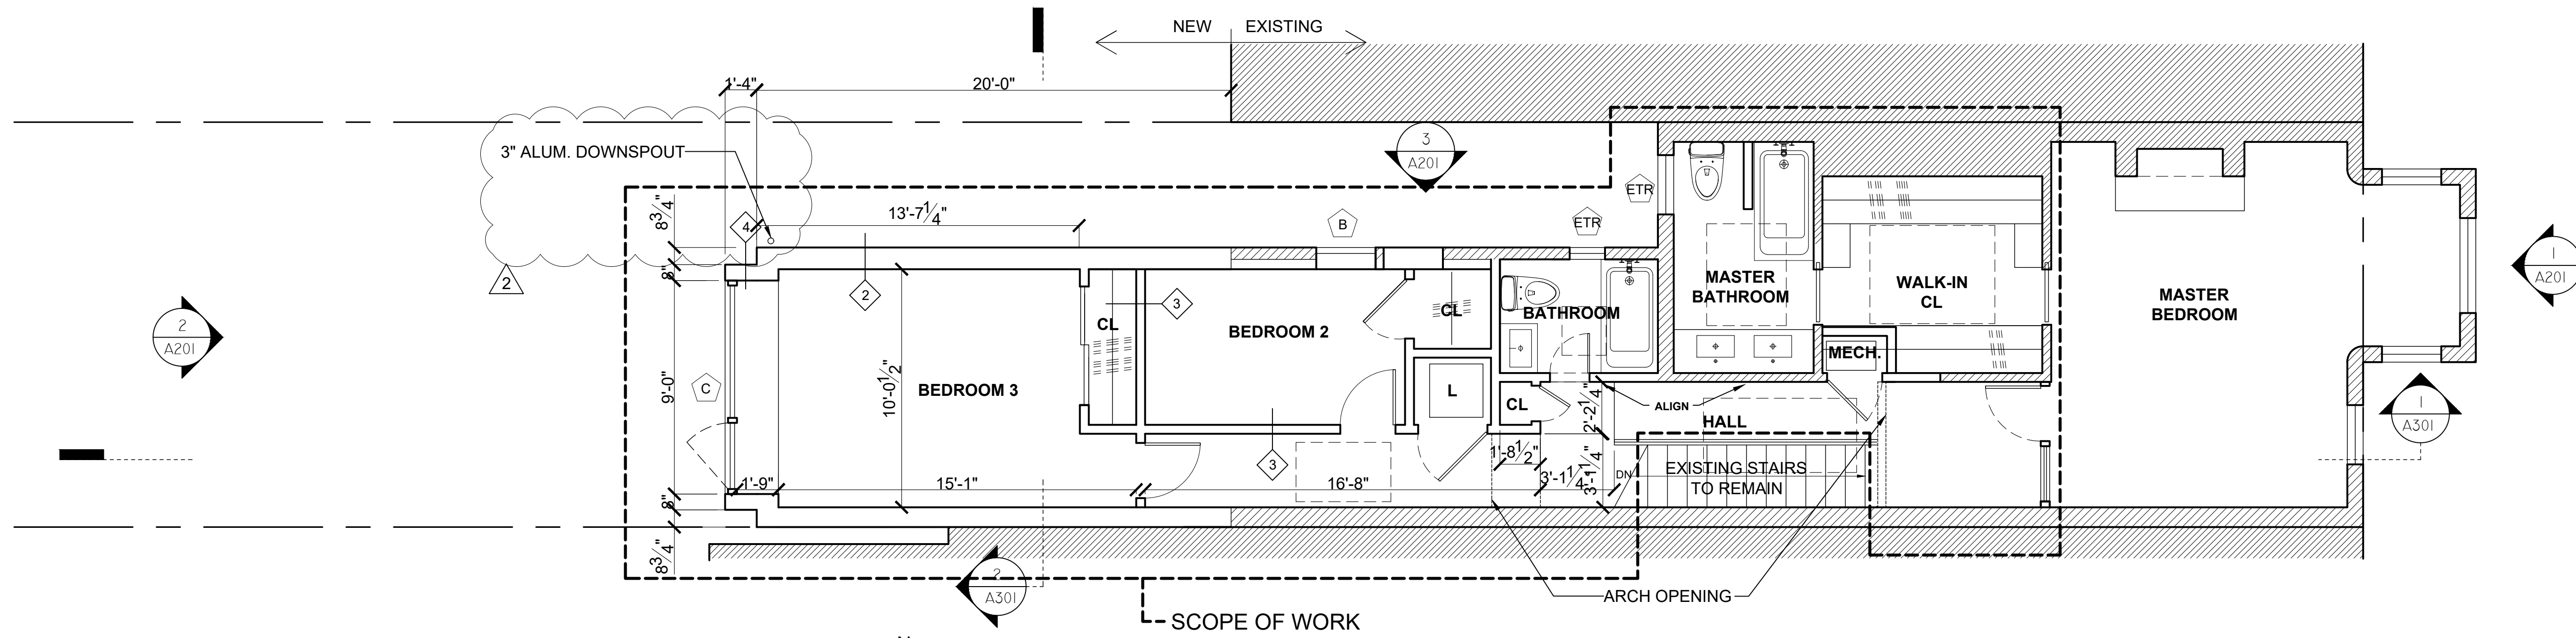 NEW EXISTING
1'-4" 20'-0"
3" ALUM. DOWNSPOUT
3
A201
ETR
ETR
8 3/4"
13'-7 1/4"
4
B
8"
2
2
3
2
A201
CL
BEDROOM 2
CL
BATHROOM
MASTER
BATHROOM
WALK-IN
CL
MASTER
BEDROOM
1
A201
C
9'-0"
10'-0 1/2"
BEDROOM 3
L
CL
MECH.
ALIGN
2'-2 1/4"
HALL
1
A301
3
1'-8 1/2"
3'-1 1/4"
3'-1 1/4"
DN
EXISTING STAIRS
TO REMAIN
8"
1'-9" 15'-1" 16'-8"
8 3/4"
2
A301
ARCH OPENING
SCOPE OF WORK